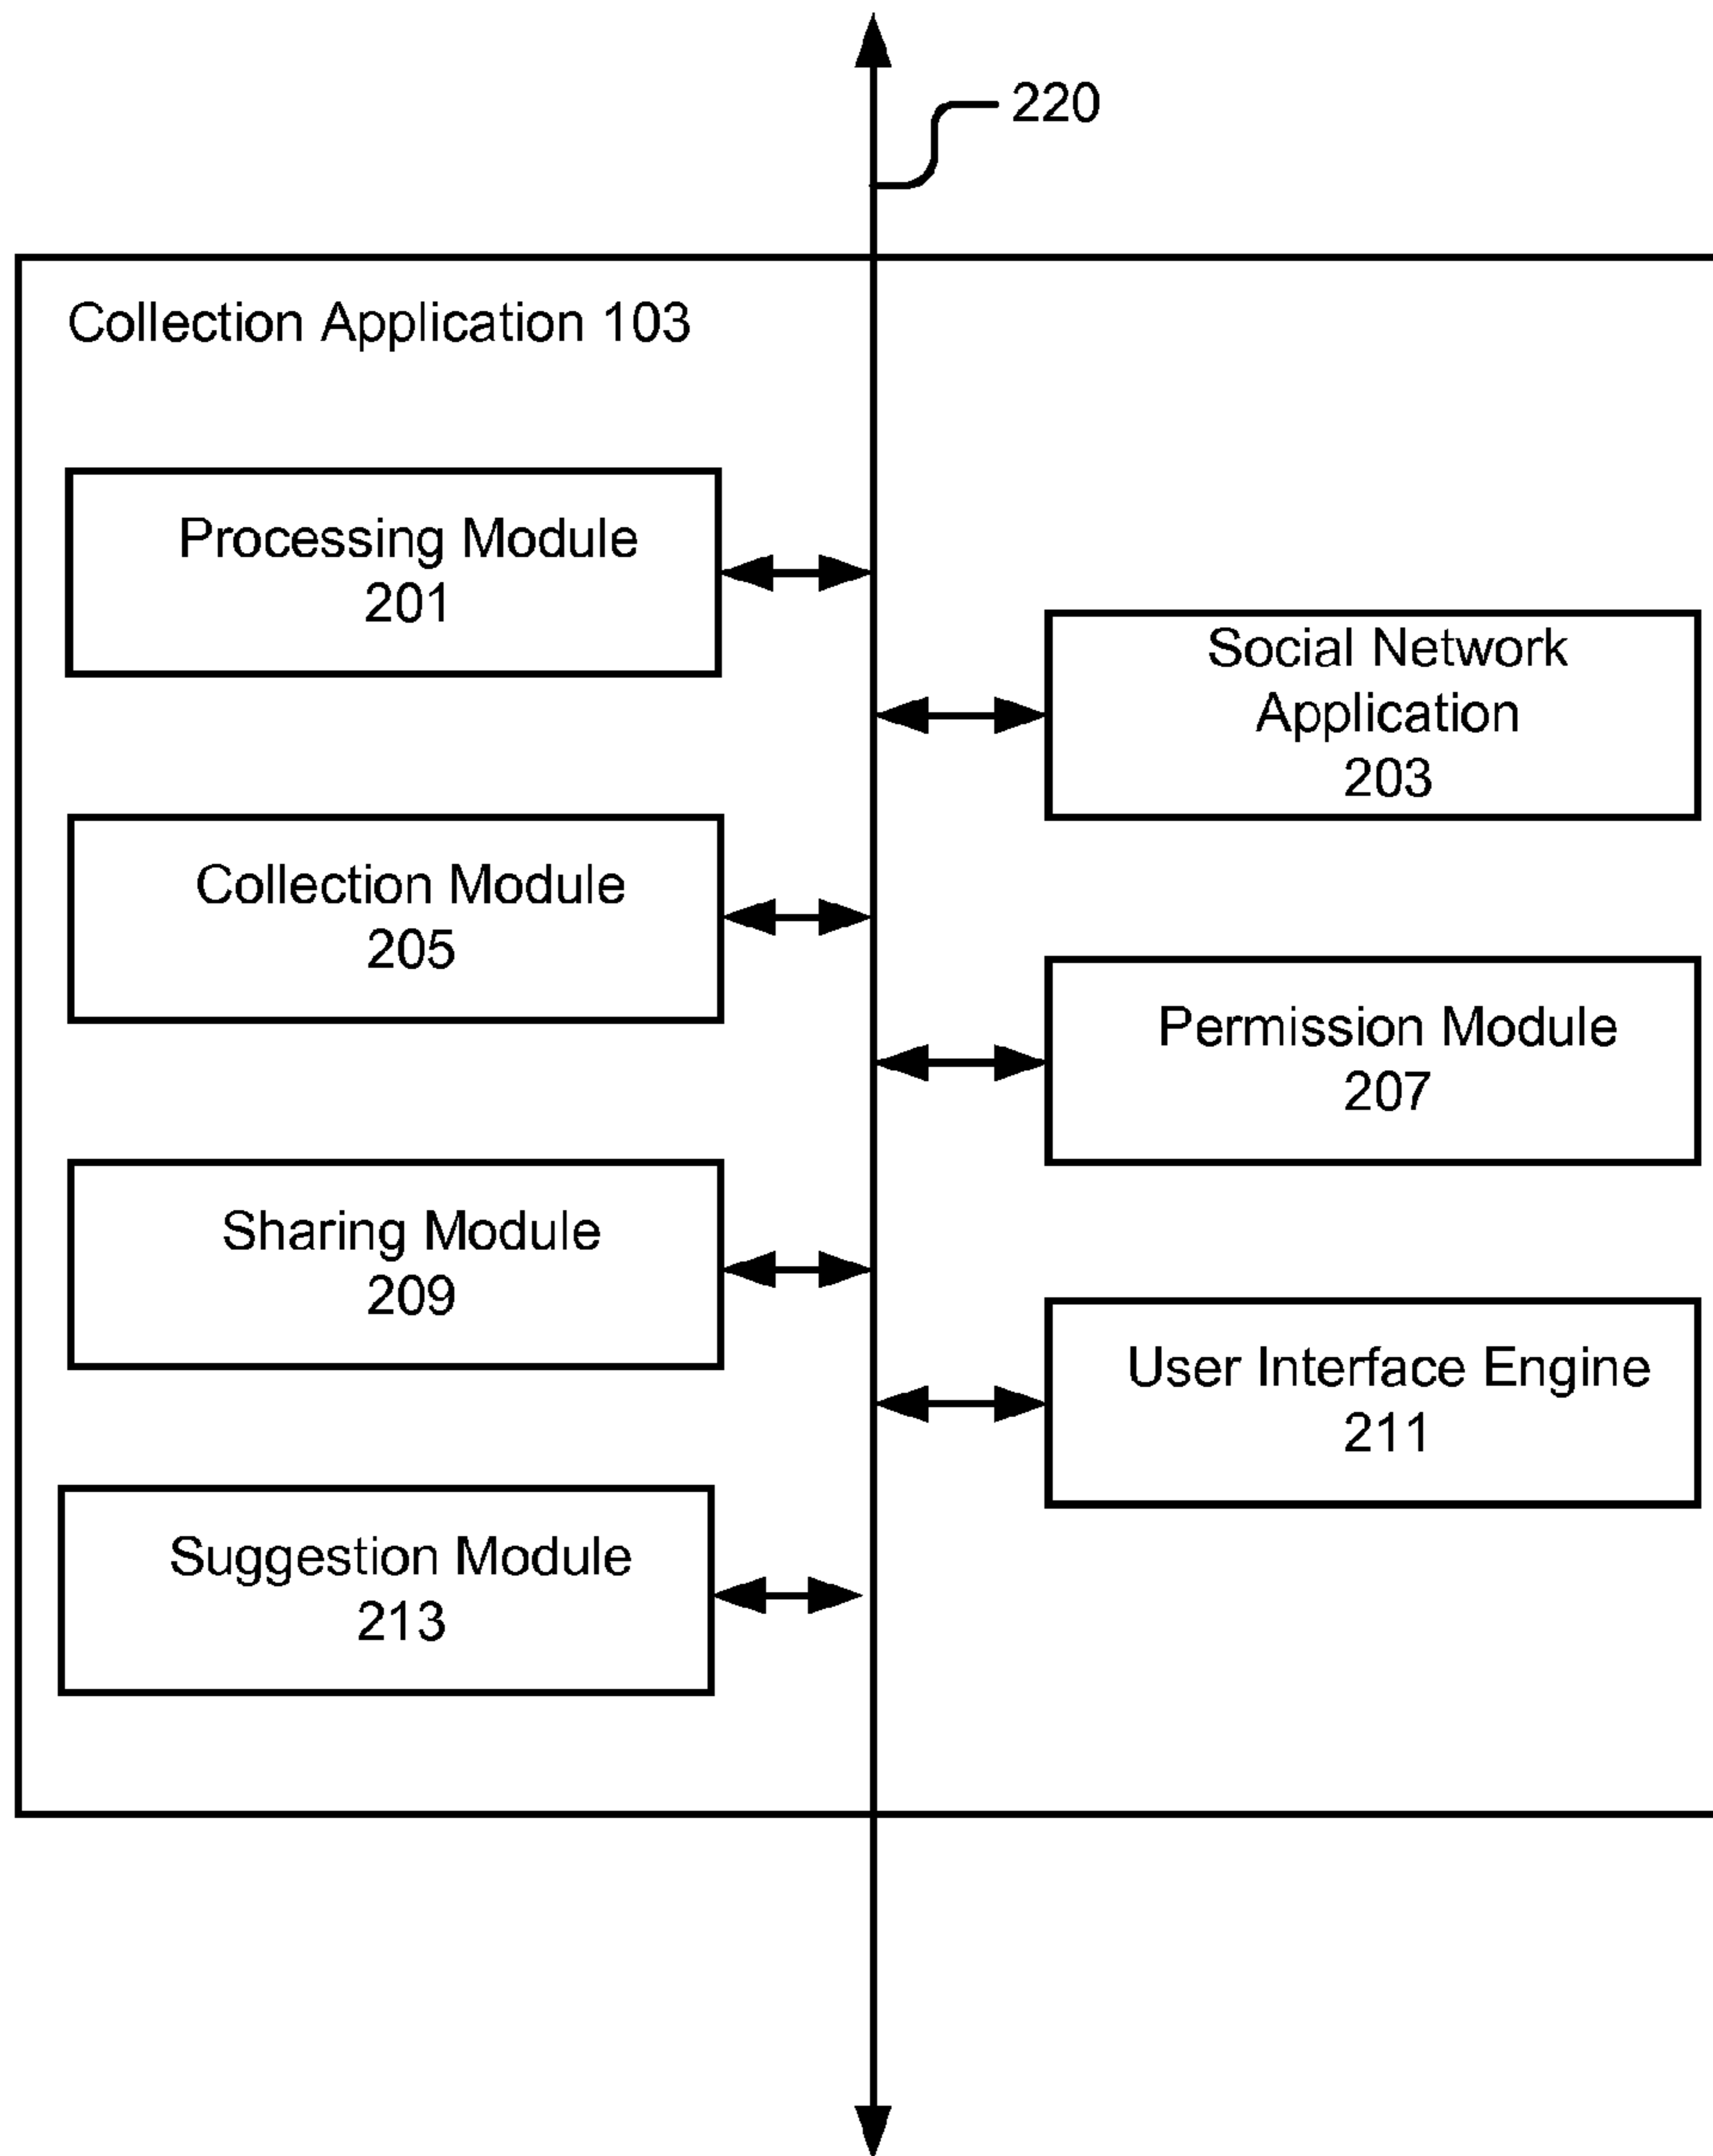 220
Collection Application 103
Processing Module
201
Social Network
Application
203
Collection Module
205
Permission Module
207
Sharing Module
209
User Interface Engine
211
Suggestion Module
213